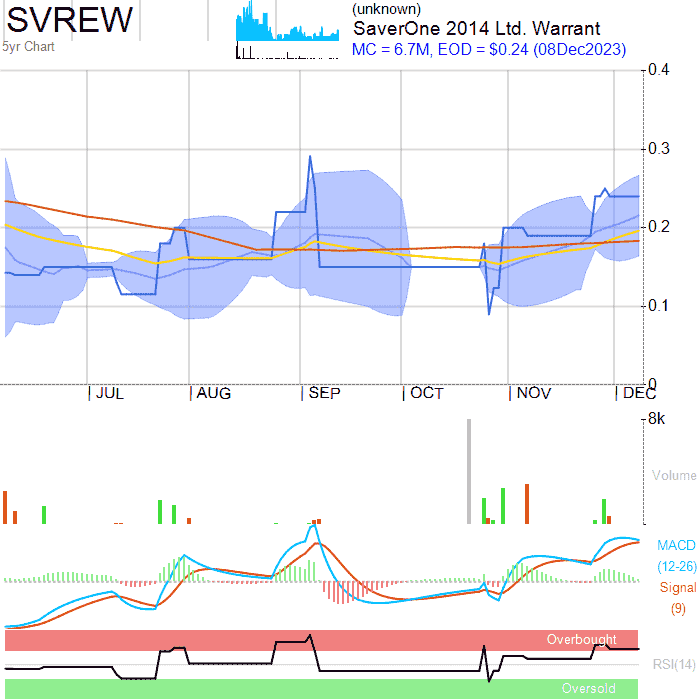 SVREW
5yr Chart
(unknown)
SaverOne 2014 Ltd. Warrant
MC = 6.7M, EOD = $0.24 (08Dec2023)
0.4
0.3
0.2
0.1
0
JUL AUG SEP OCT NOV DEC
8k
Volume
MACD
(12-26)
Signal
(9)
Overbought
RSI(14)
Oversold